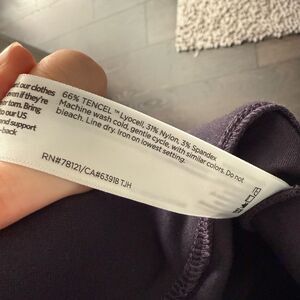 our clothes
even if they're
or torn. Bring
to our US
and support
-back
66% TENCEL™ Lyocell, 31% Nylon, 3% Spandex
Machine wash cold, gentle cycle, with similar colors. Do not
bleach. Line dry. Iron on lowest setting.
RN#78121/CA#63918 TJH